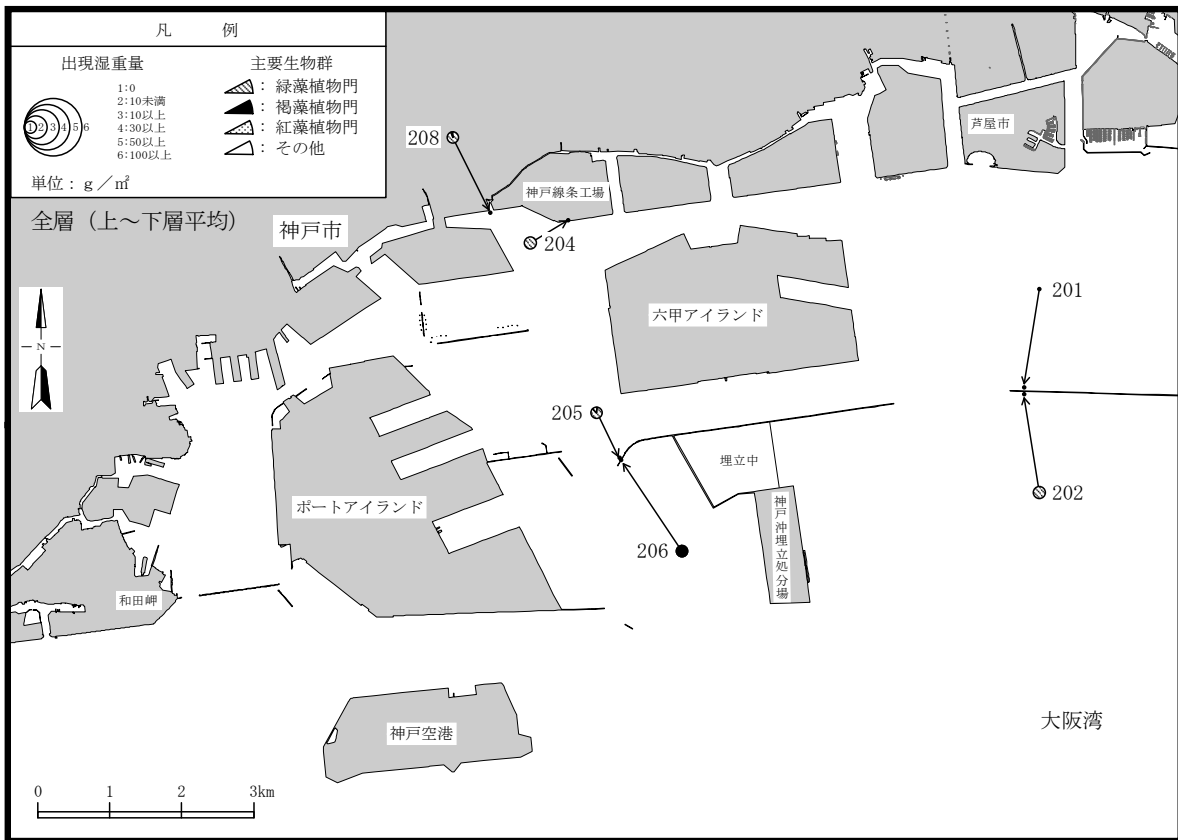 凡 例
出現湿重量
1:0
2:10未満
3:10以上
4:30以上
5:50以上
6:100以上
1 2 3 4 5 6
単位：ｇ／㎡
主要生物群
：緑藻植物門
：褐藻植物門
：紅藻植物門
：その他
全層（上～下層平均）
神戸市
208
神戸線条工場
204
芦屋市
N
六甲アイランド
201
205
埋立中
202
ポートアイランド
206
神戸沖埋立処分場
和田岬
大阪湾
神戸空港
0 1 2 3km